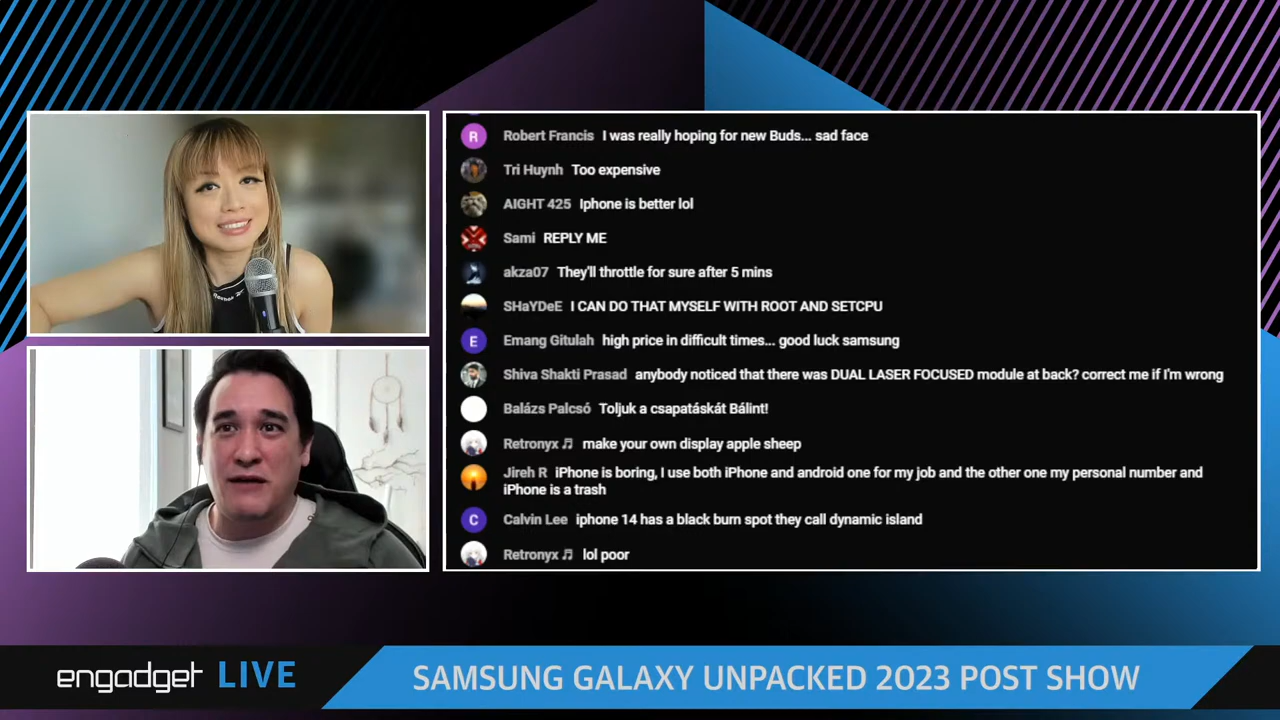 R Robert Francis I was really hoping for new Buds... sad face
Tri Huynh Too expensive
AIGHT 425 Iphone is better lol
Sami REPLY ME
akza07 They'll throttle for sure after 5 mins
SHaYDeE I CAN DO THAT MYSELF WITH ROOT AND SETCPU
E Emang Gitulah high price in difficult times... good luck samsung
Shiva Shakti Prasad anybody noticed that there was DUAL LASER FOCUSED module at back? correct me if I'm wrong
Balázs Palcsó Toljuk a csapatáskát Bálint!
Retronyx 🎵 make your own display apple sheep
Jireh R iPhone is boring, I use both iPhone and android one for my job and the other one my personal number and
iPhone is a trash
C Calvin Lee iphone 14 has a black burn spot they call dynamic island
Retronyx 🎵 lol poor
engadget LIVE
SAMSUNG GALAXY UNPACKED 2023 POST SHOW